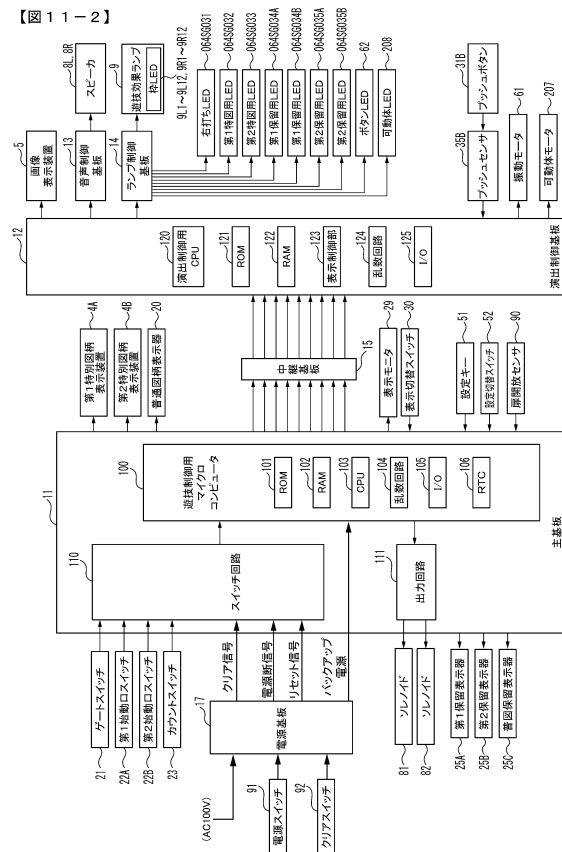 【図１１－２】
5
画像
表示装置
8L,8R
スピーカ
13
音声制御
基板
9
遊技効果ランプ
枠LED
9L1～9L12,9R1～9R12
14
ランプ制御
基板
064SG031
右打ちLED
064SG032
第1特図用LED
064SG033
第2特図用LED
064SG034A
第1保留用LED
064SG034B
第1保留用LED
064SG035A
第2保留用LED
064SG035B
第2保留用LED
62
ボタンLED
208
可動体LED
31B
プッシュボタン
35B
プッシュセンサ
61
振動モータ
207
可動体モータ
12
120
演出制御用
CPU
121
ROM
122
RAM
123
表示制御部
124
乱数回路
125
I/O
演出制御基板
4A
第1特別図柄
表示装置
4B
第2特別図柄
表示装置
20
普通図柄表示器
中継
基板
15
29
表示モニタ
30
表示切替スイッチ
51
設定キー
52
設定切替スイッチ
90
扉開放センサ
11
100
遊技制御用
マイクロ
コンピュータ
101
ROM
102
RAM
103
CPU
104
乱数回路
105
I/O
106
RTC
主基板
110
スイッチ回路
111
出力回路
クリア信号
電源断信号
リセット信号
バックアップ
電源
21
ゲートスイッチ
22A
第1始動口スイッチ
22B
第2始動口スイッチ
23
カウントスイッチ
17
電源基板
(AC100V)
91
電源スイッチ
92
クリアスイッチ
81
ソレノイド
82
ソレノイド
25A
第1保留表示器
25B
第2保留表示器
25C
普図保留表示器